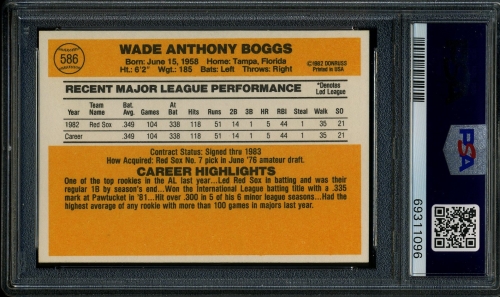 586
WADE ANTHONY BOGGS
Born: June 15, 1958 Home: Tampa, Florida
Ht.: 6'2" Wgt.: 185 Bats: Left Throws: Right
©1982 DONRUSS
Printed in USA
RECENT MAJOR LEAGUE PERFORMANCE
*Denotes
Led League
Year Team Name Bat. Avg. Games At Bat Hits Runs 2B 3B HR RBI Steal Walk SO
1982 Red Sox .349 104 338 118 51 14 1 5 44 1 35 21
Career .349 104 338 118 51 14 1 5 44 1 35 21
Contract Status: Signed thru 1983
How Acquired: Red Sox No. 7 pick in June '76 amateur draft.
CAREER HIGHLIGHTS
One of the top rookies in the AL last year...Led Red Sox in batting and was
their regular 1B by season's end...Won the International League batting title with a .335
mark at Pawtucket in '81...Hit over .300 in 5 of his 6 minor league seasons...Had the
highest average of any rookie with more than 100 games in majors last year.
PSA
69311096